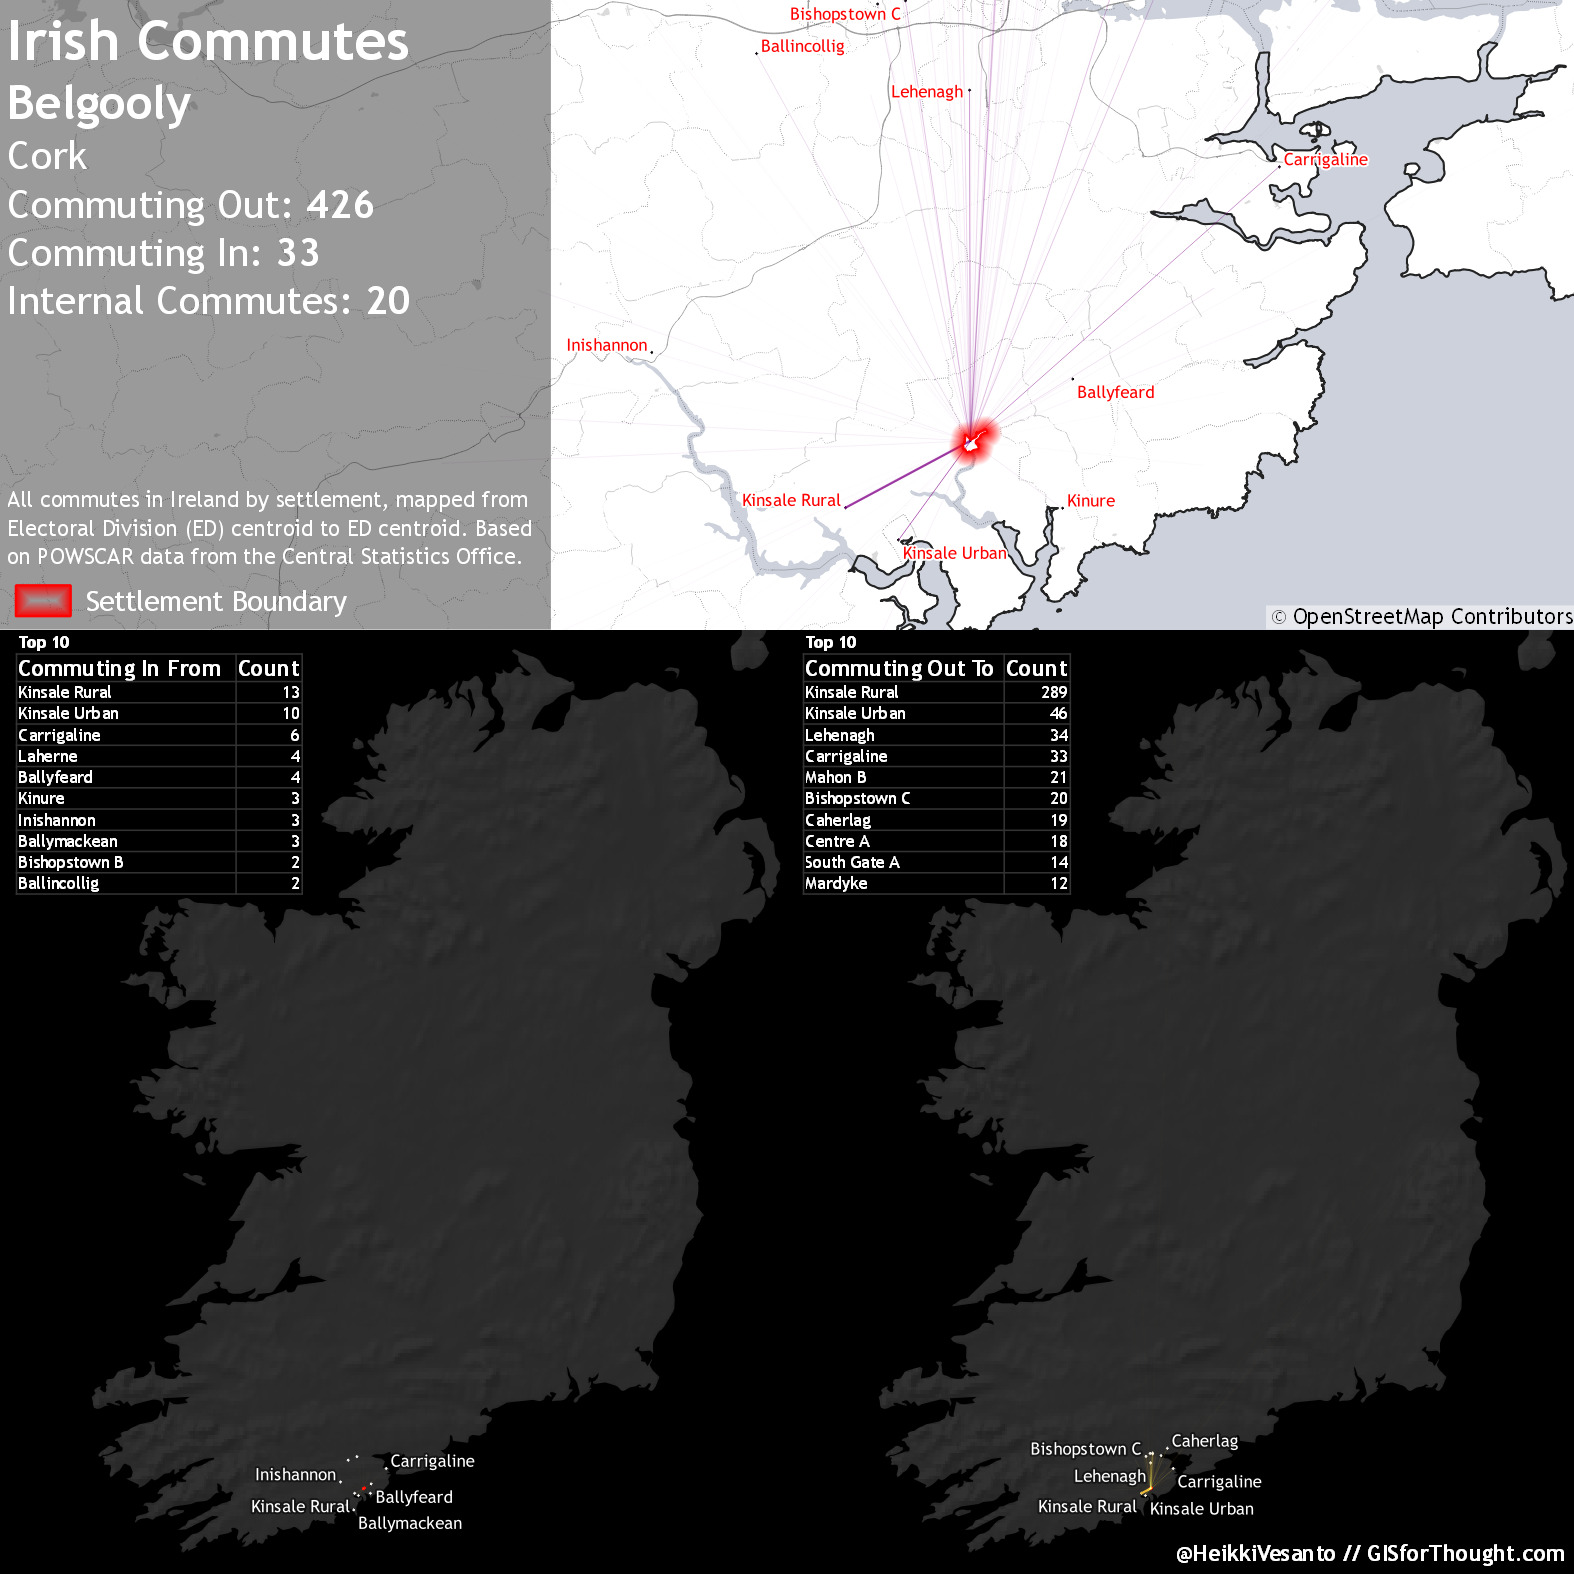 Irish Commutes
Belgooly
Cork
Commuting Out: 426
Commuting In: 33
Internal Commutes: 20
All commutes in Ireland by settlement, mapped from
Electoral Division (ED) centroid to ED centroid. Based
on POWSCAR data from the Central Statistics Office.
Settlement Boundary
Bishopstown C
Ballincollig
Lehenagh
Carrigaline
Inishannon
Ballyfeard
Kinsale Rural
Kinure
Kinsale Urban
© OpenStreetMap Contributors
Top 10
Commuting In From Count
Kinsale Rural 13
Kinsale Urban 10
Carrigaline 6
Laherne 4
Ballyfeard 4
Kinure 3
Inishannon 3
Ballymackean 3
Bishopstown B 2
Ballincollig 2
Top 10
Commuting Out To Count
Kinsale Rural 289
Kinsale Urban 46
Lehenagh 34
Carrigaline 33
Mahon B 21
Bishopstown C 20
Caherlag 19
Centre A 18
South Gate A 14
Mardyke 12
Carrigaline
Inishannon
Ballyfeard
Kinsale Rural
Ballymackean
Caherlag
Bishopstown C
Lehenagh
Carrigaline
Kinsale Rural
Kinsale Urban
@HeikkiVesanto // GISforThought.com